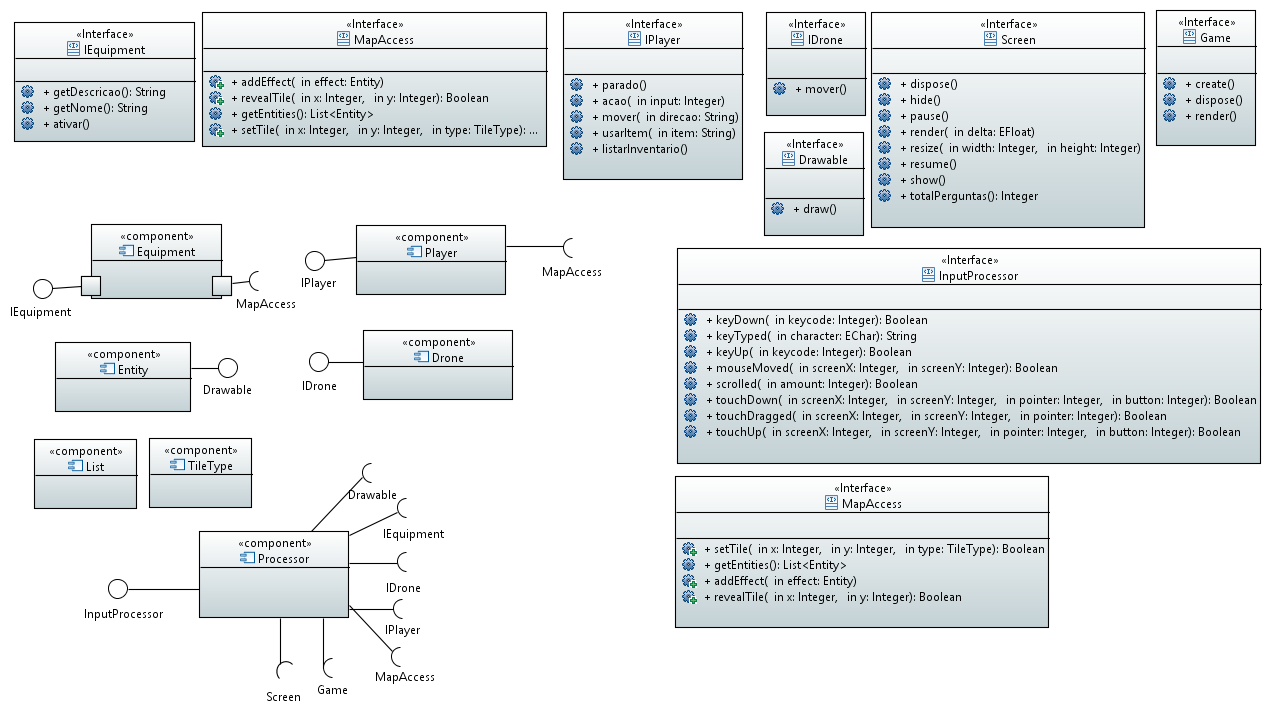 «Interface»
IEquipment
+ getDescricao(): String
+ getNome(): String
+ ativar()
«Interface»
MapAccess
+ addEffect( in effect: Entity)
+ revealTile( in x: Integer, in y: Integer): Boolean
+ getEntities(): List<Entity>
+ setTile( in x: Integer, in y: Integer, in type: TileType): ...
«Interface»
IPlayer
+ parado()
+ acao( in input: Integer)
+ mover( in direcao: String)
+ usarItem( in item: String)
+ listarInventario()
«Interface»
IDrone
+ mover()
«Interface»
Drawable
+ draw()
«Interface»
Screen
+ dispose()
+ hide()
+ pause()
+ render( in delta: EFloat)
+ resize( in width: Integer, in height: Integer)
+ resume()
+ show()
+ totalPerguntas(): Integer
«Interface»
Game
+ create()
+ dispose()
+ render()
«component»
Equipment
IEquipment
MapAccess
«component»
Player
IPlayer
MapAccess
«component»
Entity
Drawable
«component»
Drone
IDrone
«component»
List
«component»
TileType
«component»
Processor
InputProcessor
Drawable
IEquipment
IDrone
IPlayer
MapAccess
Game
Screen
«Interface»
InputProcessor
+ keyDown( in keycode: Integer): Boolean
+ keyTyped( in character: EChar): String
+ keyUp( in keycode: Integer): Boolean
+ mouseMoved( in screenX: Integer, in screenY: Integer): Boolean
+ scrolled( in amount: Integer): Boolean
+ touchDown( in screenX: Integer, in screenY: Integer, in pointer: Integer, in button: Integer): Boolean
+ touchDragged( in screenX: Integer, in screenY: Integer, in pointer: Integer): Boolean
+ touchUp( in screenX: Integer, in screenY: Integer, in pointer: Integer, in button: Integer): Boolean
«Interface»
MapAccess
+ setTile( in x: Integer, in y: Integer, in type: TileType): Boolean
+ getEntities(): List<Entity>
+ addEffect( in effect: Entity)
+ revealTile( in x: Integer, in y: Integer): Boolean